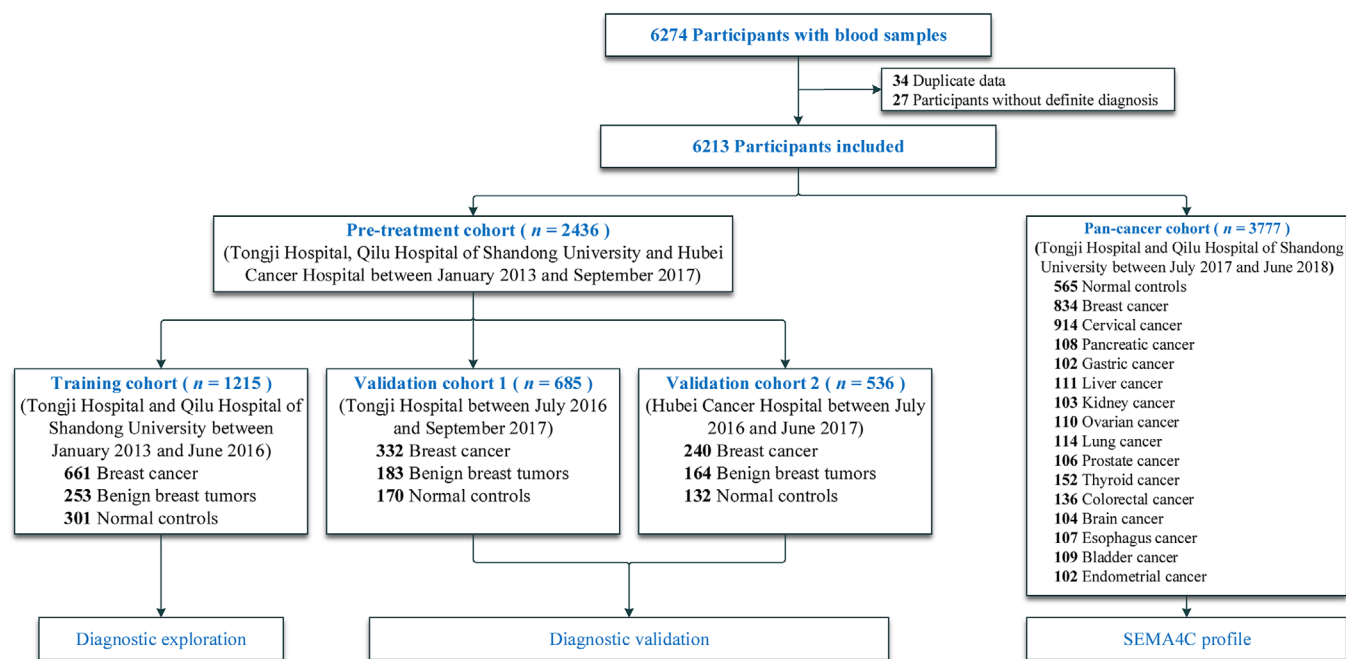 6274 Participants with blood samples
34 Duplicate data
27 Participants without definite diagnosis
6213 Participants included
Pre-treatment cohort ( n = 2436 )
(Tongji Hospital, Qilu Hospital of Shandong University and Hubei
Cancer Hospital between January 2013 and September 2017)
Pan-cancer cohort ( n = 3777 )
(Tongji Hospital and Qilu Hospital of Shandong
University between July 2017 and June 2018)
565 Normal controls
834 Breast cancer
914 Cervical cancer
108 Pancreatic cancer
102 Gastric cancer
111 Liver cancer
103 Kidney cancer
110 Ovarian cancer
114 Lung cancer
106 Prostate cancer
152 Thyroid cancer
136 Colorectal cancer
104 Brain cancer
107 Esophagus cancer
109 Bladder cancer
102 Endometrial cancer
Training cohort ( n = 1215 )
(Tongji Hospital and Qilu Hospital of
Shandong University between
January 2013 and June 2016)
661 Breast cancer
253 Benign breast tumors
301 Normal controls
Validation cohort 1 ( n = 685 )
(Tongji Hospital between July 2016
and September 2017)
332 Breast cancer
183 Benign breast tumors
170 Normal controls
Validation cohort 2 ( n = 536 )
(Hubei Cancer Hospital between July
2016 and June 2017)
240 Breast cancer
164 Benign breast tumors
132 Normal controls
Diagnostic exploration
Diagnostic validation
SEMA4C profile